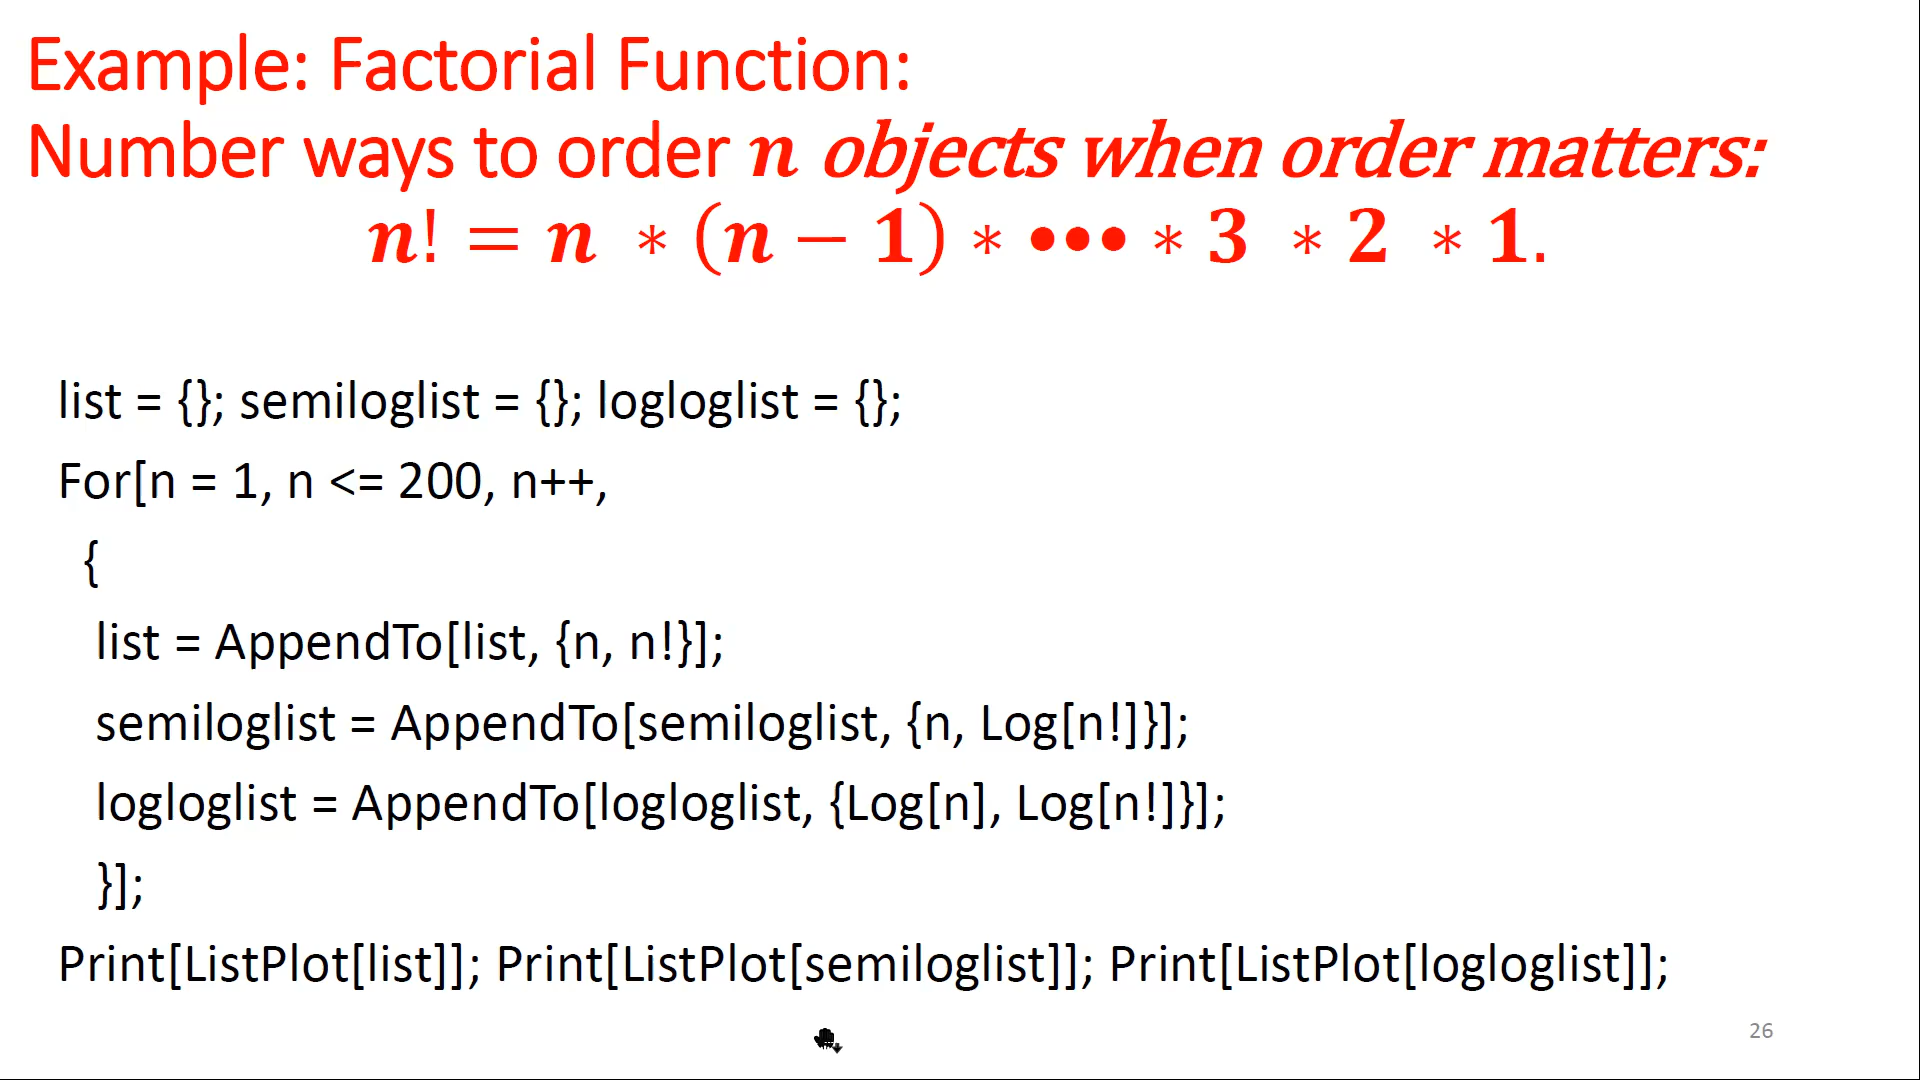 Example: Factorial Function:
Number ways to order n objects when order matters:
n! = n * (n − 1) * ••• * 3 * 2 * 1.
list = {}; semiloglist = {}; logloglist = {};
For[n = 1, n <= 200, n++,
{
list = AppendTo[list, {n, n!}];
semiloglist = AppendTo[semiloglist, {n, Log[n!]}];
logloglist = AppendTo[logloglist, {Log[n], Log[n!]}];
}];
Print[ListPlot[list]]; Print[ListPlot[semiloglist]]; Print[ListPlot[logloglist]];
26